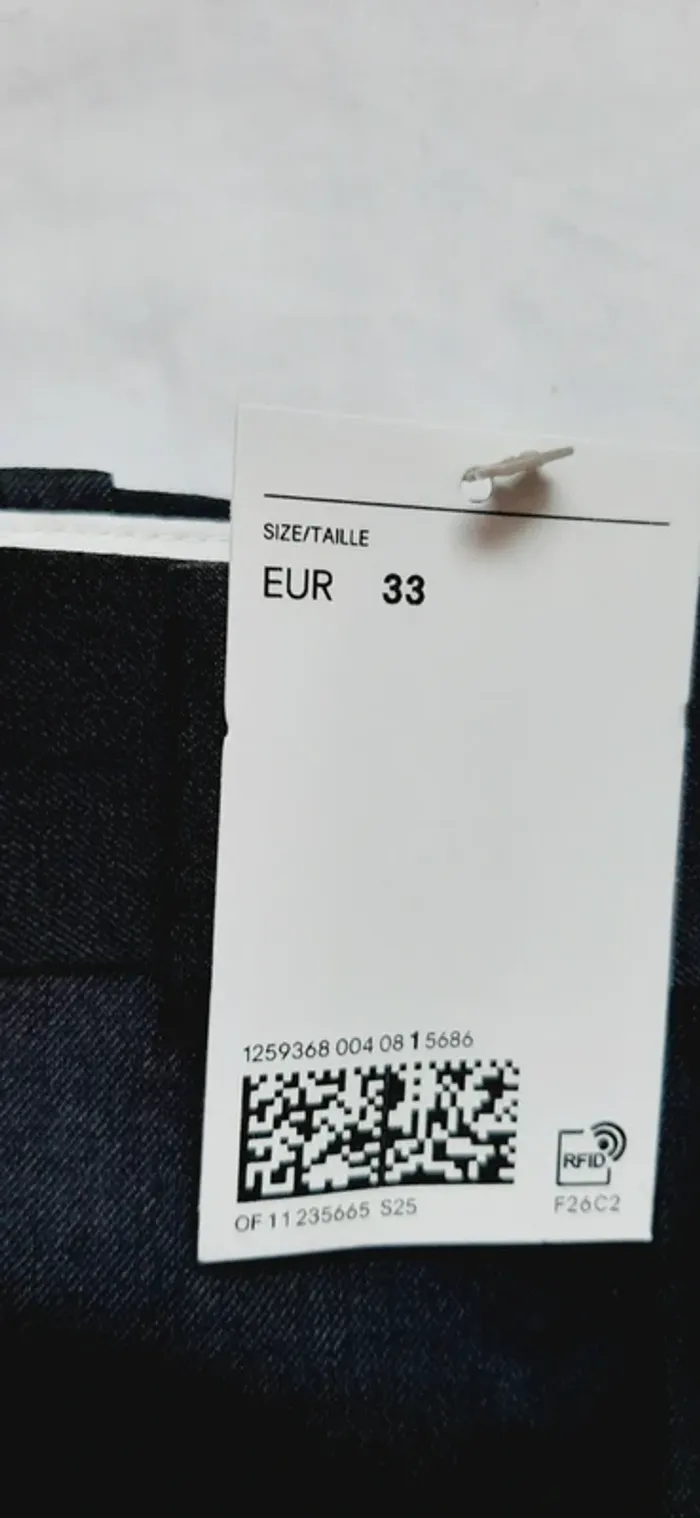 SIZE/TAILLE
EUR 33
1259368 004 08 1 5686
RFID
OF 11 235665 S25
F26C2